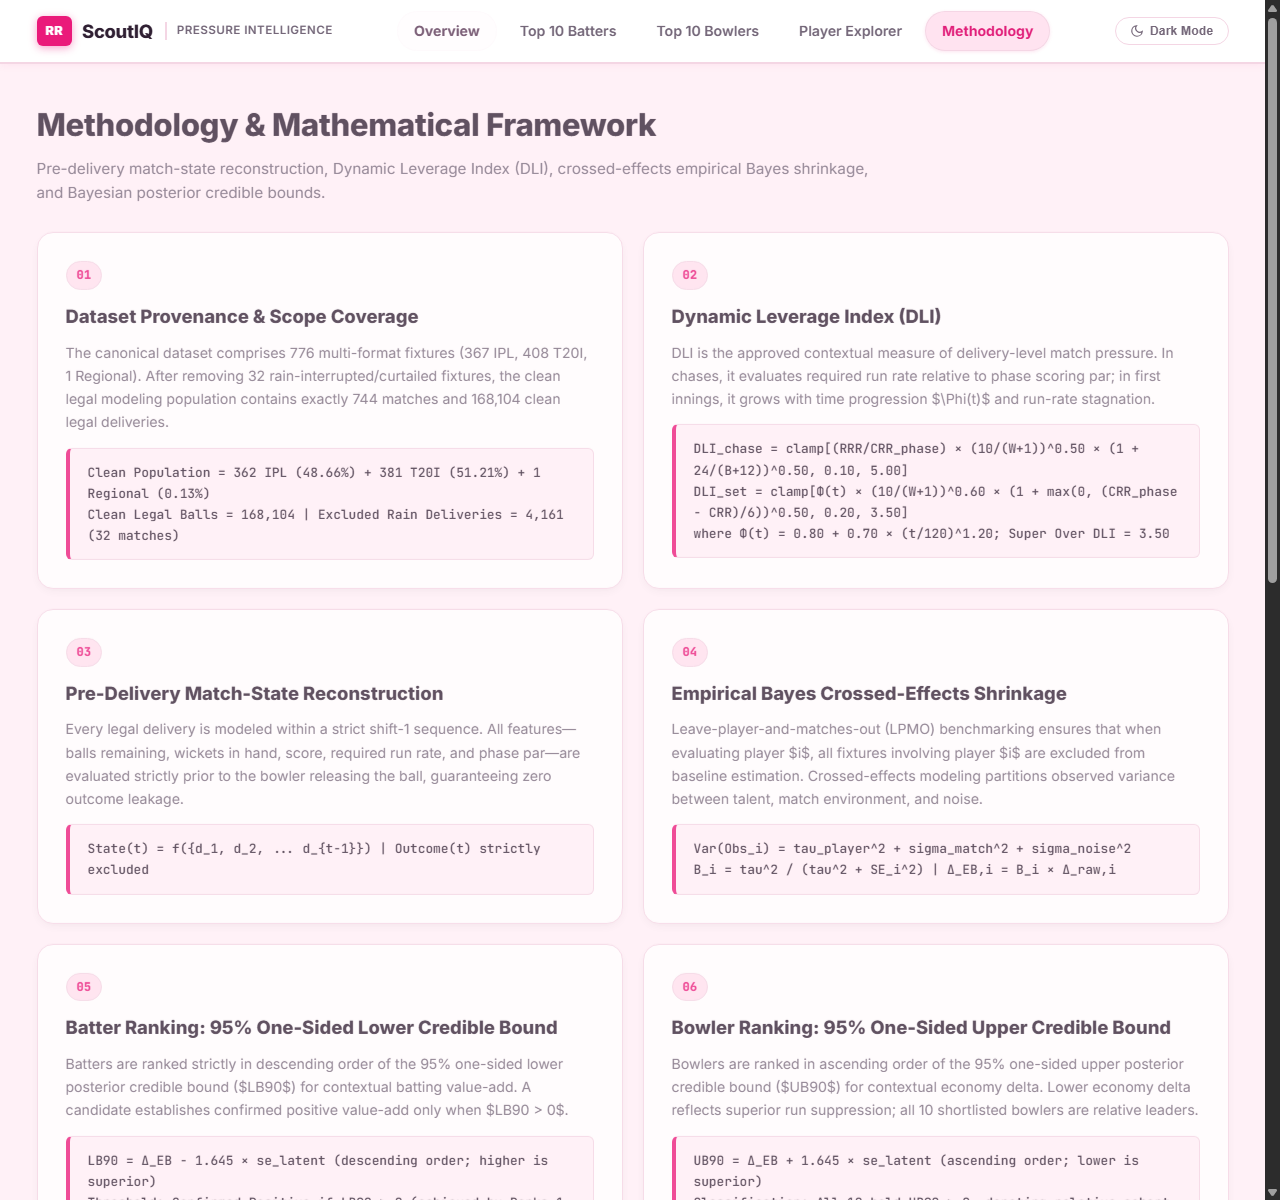 RR ScoutIQ PRESSURE INTELLIGENCE Overview Top 10 Batters Top 10 Bowlers Player Explorer Methodology Dark Mode
Methodology & Mathematical Framework
Pre-delivery match-state reconstruction, Dynamic Leverage Index (DLI), crossed-effects empirical Bayes shrinkage,
and Bayesian posterior credible bounds.
01
Dataset Provenance & Scope Coverage
The canonical dataset comprises 776 multi-format fixtures (367 IPL, 408 T20I,
1 Regional). After removing 32 rain-interrupted/curtailed fixtures, the clean
legal modeling population contains exactly 744 matches and 168,104 clean
legal deliveries.
Clean Population = 362 IPL (48.66%) + 381 T20I (51.21%) + 1
Regional (0.13%)
Clean Legal Balls = 168,104 | Excluded Rain Deliveries = 4,161
(32 matches)
02
Dynamic Leverage Index (DLI)
DLI is the approved contextual measure of delivery-level match pressure. In
chases, it evaluates required run rate relative to phase scoring par; in first
innings, it grows with time progression $\Phi(t)$ and run-rate stagnation.
DLI_chase = clamp[(RRR/CRR_phase) × (10/(W+1))^0.50 × (1 +
24/(B+12))^0.50, 0.10, 5.00]
DLI_set = clamp[Φ(t) × (10/(W+1))^0.60 × (1 + max(0, (CRR_phase
- CRR)/6))^0.50, 0.20, 3.50]
where Φ(t) = 0.80 + 0.70 × (t/120)^1.20; Super Over DLI = 3.50
03
Pre-Delivery Match-State Reconstruction
Every legal delivery is modeled within a strict shift-1 sequence. All features—
balls remaining, wickets in hand, score, required run rate, and phase par—are
evaluated strictly prior to the bowler releasing the ball, guaranteeing zero
outcome leakage.
State(t) = f({d_1, d_2, ... d_{t-1}}) | Outcome(t) strictly
excluded
04
Empirical Bayes Crossed-Effects Shrinkage
Leave-player-and-matches-out (LPMO) benchmarking ensures that when
evaluating player $i$, all fixtures involving player $i$ are excluded from
baseline estimation. Crossed-effects modeling partitions observed variance
between talent, match environment, and noise.
Var(Obs_i) = tau_player^2 + sigma_match^2 + sigma_noise^2
B_i = tau^2 / (tau^2 + SE_i^2) | Δ_EB,i = B_i × Δ_raw,i
05
Batter Ranking: 95% One-Sided Lower Credible Bound
Batters are ranked strictly in descending order of the 95% one-sided lower
posterior credible bound ($LB90$) for contextual batting value-add. A
candidate establishes confirmed positive value-add only when $LB90 > 0$.
LB90 = Δ_EB - 1.645 × se_latent (descending order; higher is
superior)
06
Bowler Ranking: 95% One-Sided Upper Credible Bound
Bowlers are ranked in ascending order of the 95% one-sided upper posterior
credible bound ($UB90$) for contextual economy delta. Lower economy delta
reflects superior run suppression; all 10 shortlisted bowlers are relative leaders.
UB90 = Δ_EB + 1.645 × se_latent (ascending order; lower is
superior)